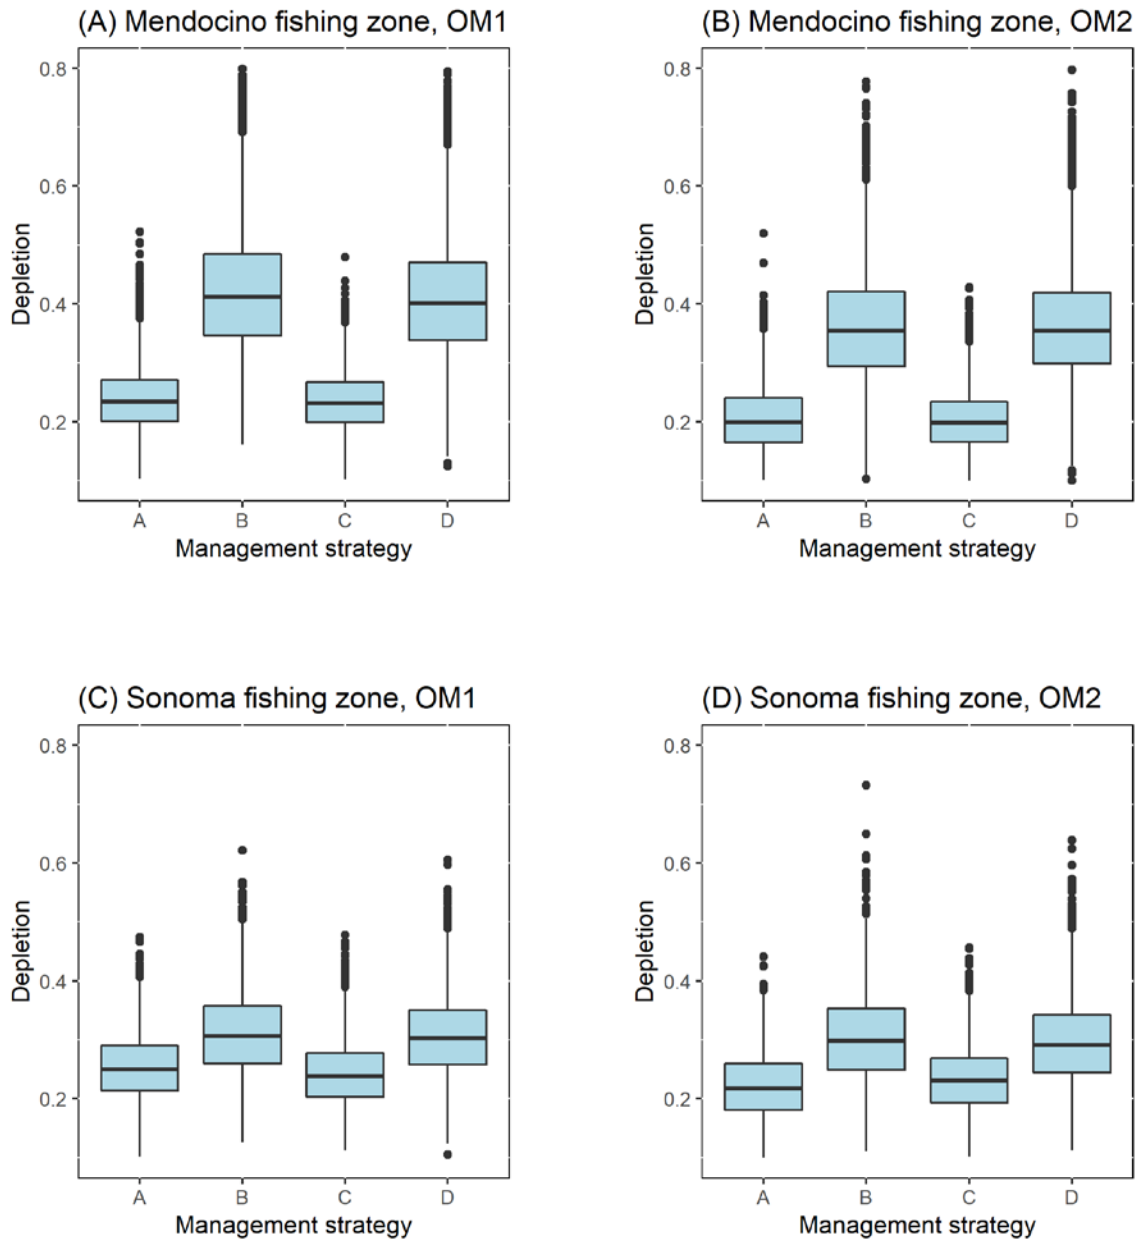 (A) Mendocino fishing zone, OM1
0.8
0.6
0.4
0.2
Depletion
A B C D
Management strategy
(B) Mendocino fishing zone, OM2
0.8
0.6
0.4
0.2
Depletion
A B C D
Management strategy
(C) Sonoma fishing zone, OM1
0.8
0.6
0.4
0.2
Depletion
A B C D
Management strategy
(D) Sonoma fishing zone, OM2
0.8
0.6
0.4
0.2
Depletion
A B C D
Management strategy